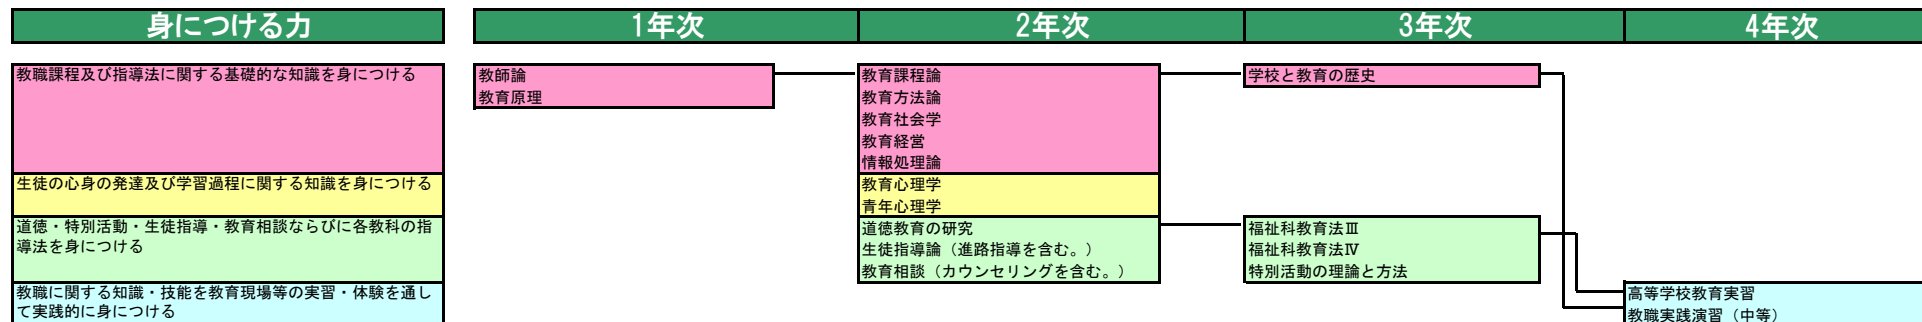 身につける力
1年次
2年次
3年次
4年次
教職課程及び指導法に関する基礎的な知識を身につける
教師論
教育原理
教育課程論
教育方法論
教育社会学
教育経営
情報処理論
学校と教育の歴史
生徒の心身の発達及び学習過程に関する知識を身につける
教育心理学
青年心理学
道徳・特別活動・生徒指導・教育相談ならびに各教科の指
導法を身につける
道徳教育の研究
生徒指導論（進路指導を含む。）
教育相談（カウンセリングを含む。）
福祉科教育法Ⅲ
福祉科教育法Ⅳ
特別活動の理論と方法
教職に関する知識・技能を教育現場等の実習・体験を通し
て実践的に身につける
高等学校教育実習
教職実践演習（中等）